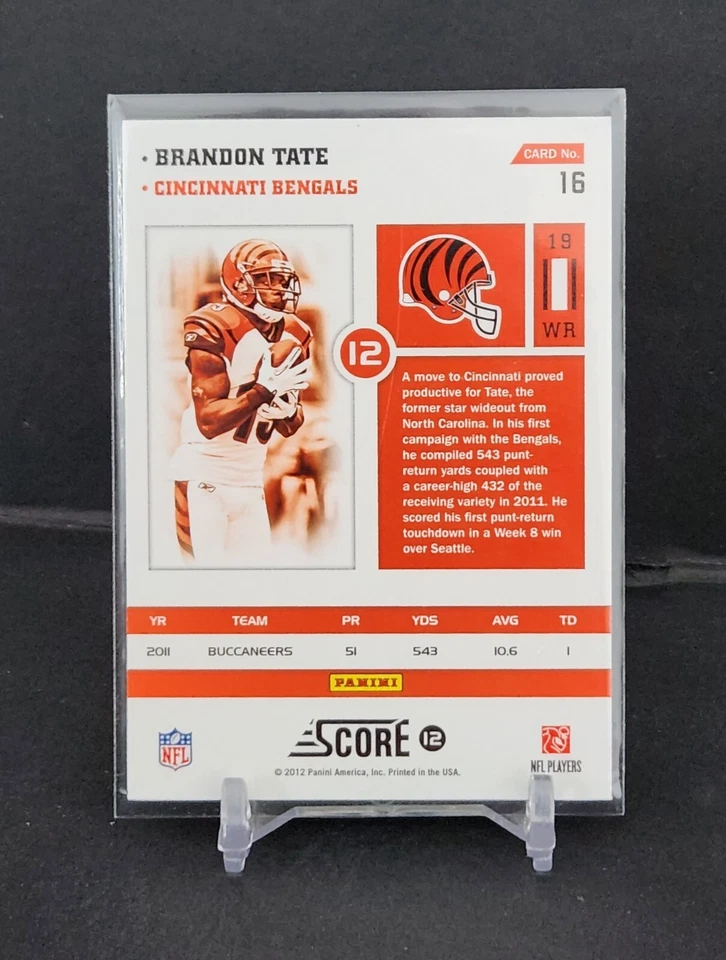 • BRANDON TATE
• CINCINNATI BENGALS
CARD No.
16
19
WR
12
A move to Cincinnati proved
productive for Tate, the
former star wideout from
North Carolina. In his first
campaign with the Bengals,
he compiled 543 punt-
return yards coupled with
a career-high 432 of the
receiving variety in 2011. He
scored his first punt-return
touchdown in a Week 8 win
over Seattle.
YR TEAM PR YDS AVG TD
2011 BUCCANEERS 51 543 10.6 1
PANINI
NFL
SCORE 12
NFL PLAYERS
© 2012 Panini America, Inc. Printed in the USA.